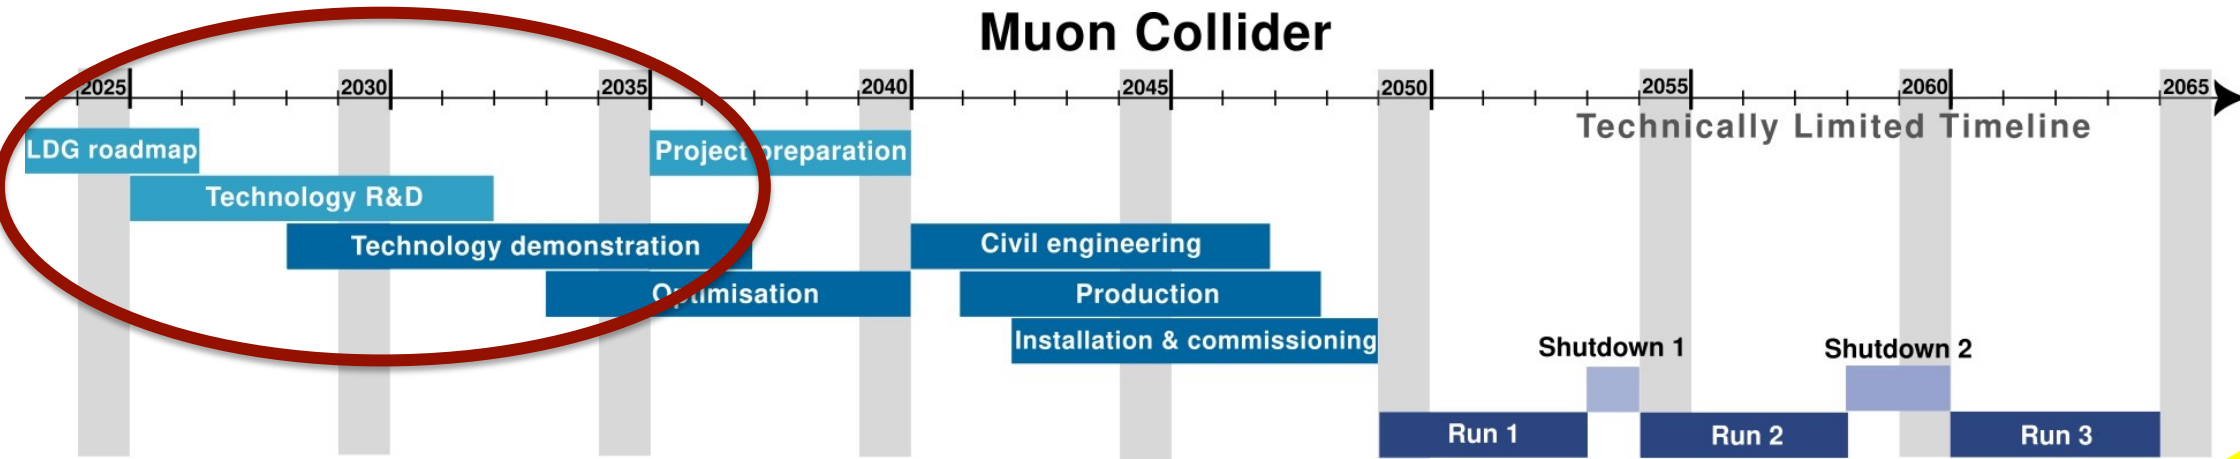 Muon Collider
2025 2030 2035 2040 2045 2050 2055 2060 2065
Technically Limited Timeline
LDG roadmap
Project preparation
Technology R&D
Technology demonstration
Civil engineering
Optimisation
Production
Installation & commissioning
Shutdown 1
Shutdown 2
Run 1
Run 2
Run 3